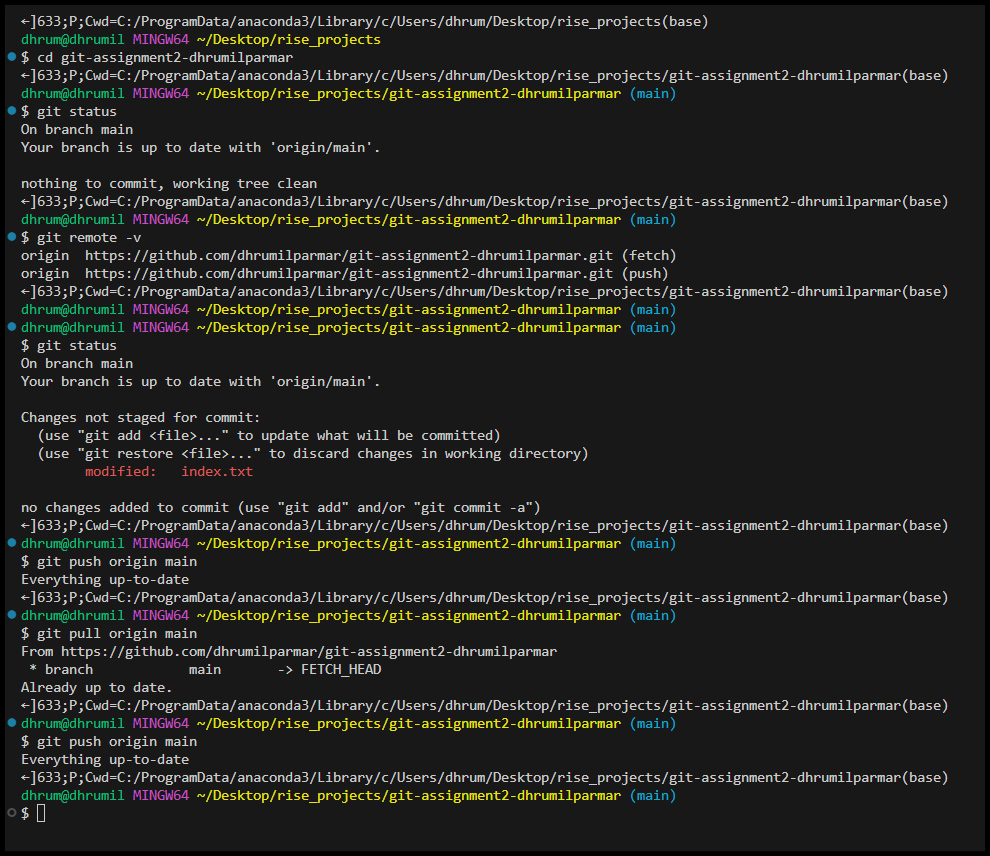 ←]633;P;Cwd=C:/ProgramData/anaconda3/Library/c/Users/dhrum/Desktop/rise_projects(base)
dhrum@dhrumil MINGW64 ~/Desktop/rise_projects
$ cd git-assignment2-dhrumilparmar
←]633;P;Cwd=C:/ProgramData/anaconda3/Library/c/Users/dhrum/Desktop/rise_projects/git-assignment2-dhrumilparmar(base)
dhrum@dhrumil MINGW64 ~/Desktop/rise_projects/git-assignment2-dhrumilparmar (main)
$ git status
On branch main
Your branch is up to date with 'origin/main'.

nothing to commit, working tree clean
←]633;P;Cwd=C:/ProgramData/anaconda3/Library/c/Users/dhrum/Desktop/rise_projects/git-assignment2-dhrumilparmar(base)
dhrum@dhrumil MINGW64 ~/Desktop/rise_projects/git-assignment2-dhrumilparmar (main)
$ git remote -v
origin  https://github.com/dhrumilparmar/git-assignment2-dhrumilparmar.git (fetch)
origin  https://github.com/dhrumilparmar/git-assignment2-dhrumilparmar.git (push)
←]633;P;Cwd=C:/ProgramData/anaconda3/Library/c/Users/dhrum/Desktop/rise_projects/git-assignment2-dhrumilparmar(base)
dhrum@dhrumil MINGW64 ~/Desktop/rise_projects/git-assignment2-dhrumilparmar (main)
dhrum@dhrumil MINGW64 ~/Desktop/rise_projects/git-assignment2-dhrumilparmar (main)
$ git status
On branch main
Your branch is up to date with 'origin/main'.

Changes not staged for commit:
  (use "git add <file>..." to update what will be committed)
  (use "git restore <file>..." to discard changes in working directory)
        modified:   index.txt

no changes added to commit (use "git add" and/or "git commit -a")
←]633;P;Cwd=C:/ProgramData/anaconda3/Library/c/Users/dhrum/Desktop/rise_projects/git-assignment2-dhrumilparmar(base)
dhrum@dhrumil MINGW64 ~/Desktop/rise_projects/git-assignment2-dhrumilparmar (main)
$ git push origin main
Everything up-to-date
←]633;P;Cwd=C:/ProgramData/anaconda3/Library/c/Users/dhrum/Desktop/rise_projects/git-assignment2-dhrumilparmar(base)
dhrum@dhrumil MINGW64 ~/Desktop/rise_projects/git-assignment2-dhrumilparmar (main)
$ git pull origin main
From https://github.com/dhrumilparmar/git-assignment2-dhrumilparmar
 * branch            main       -> FETCH_HEAD
Already up to date.
←]633;P;Cwd=C:/ProgramData/anaconda3/Library/c/Users/dhrum/Desktop/rise_projects/git-assignment2-dhrumilparmar(base)
dhrum@dhrumil MINGW64 ~/Desktop/rise_projects/git-assignment2-dhrumilparmar (main)
$ git push origin main
Everything up-to-date
←]633;P;Cwd=C:/ProgramData/anaconda3/Library/c/Users/dhrum/Desktop/rise_projects/git-assignment2-dhrumilparmar(base)
dhrum@dhrumil MINGW64 ~/Desktop/rise_projects/git-assignment2-dhrumilparmar (main)
$